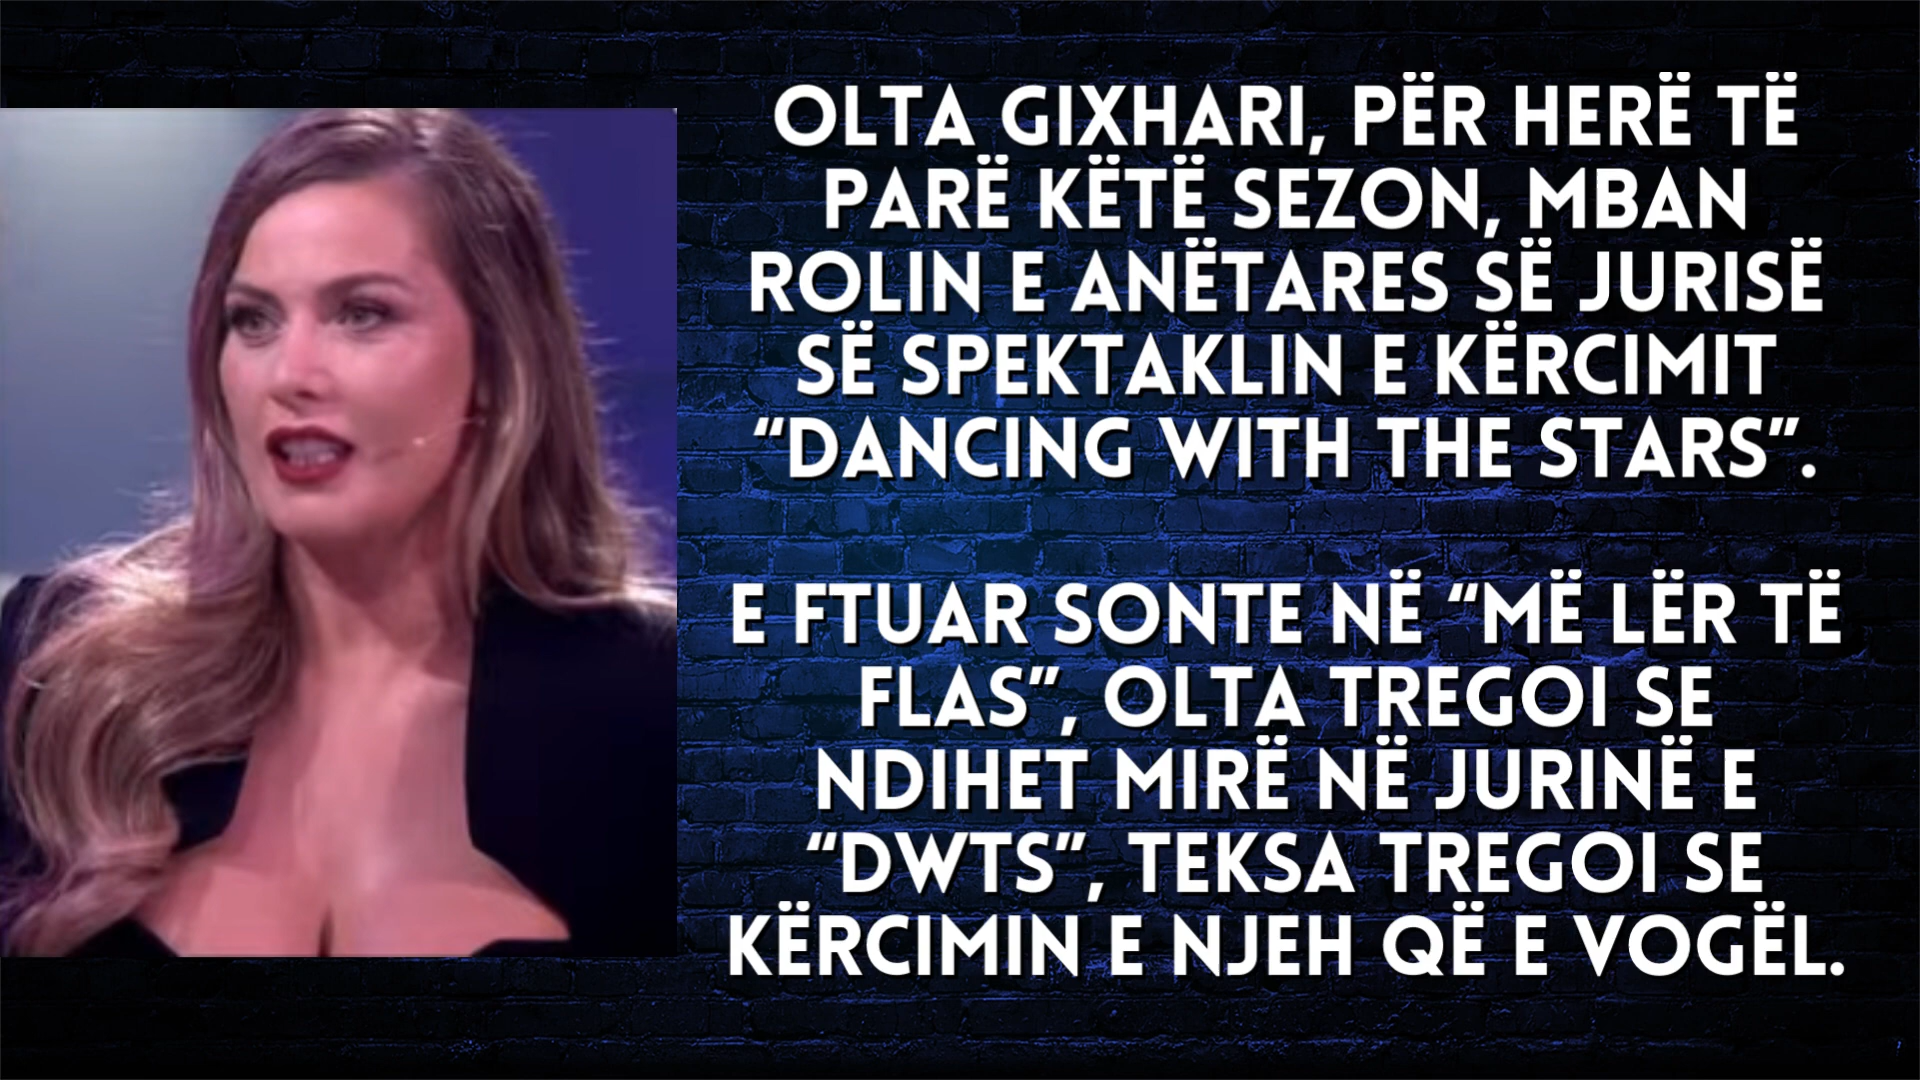 OLTA GIXHARI, PËR HERË TË
PARË KËTË SEZON, MBAN
ROLIN E ANËTARES SË JURISË
SË SPEKTAKLIN E KËRCIMIT
“DANCING WITH THE STARS”.
E FTUAR SONTE NË “MË LËR TË
FLAS”, OLTA TREGOI SE
NDIHET MIRË NË JURINË E
“DWTS”, TEKSA TREGOI SE
KËRCIMIN E NJEH QË E VOGËL.